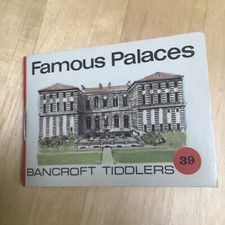 Famous Palaces
BANCROFT TIDDLERS
39